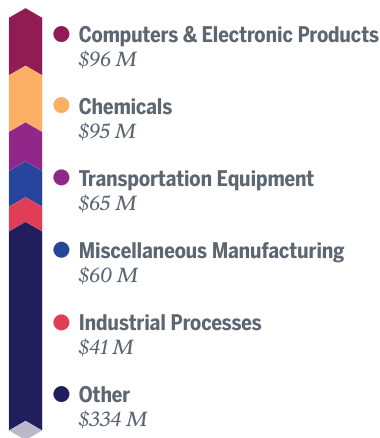 Computers & Electronic Products
$96 M
Chemicals
$95 M
Transportation Equipment
$65 M
Miscellaneous Manufacturing
$60 M
Industrial Processes
$41 M
Other
$334 M